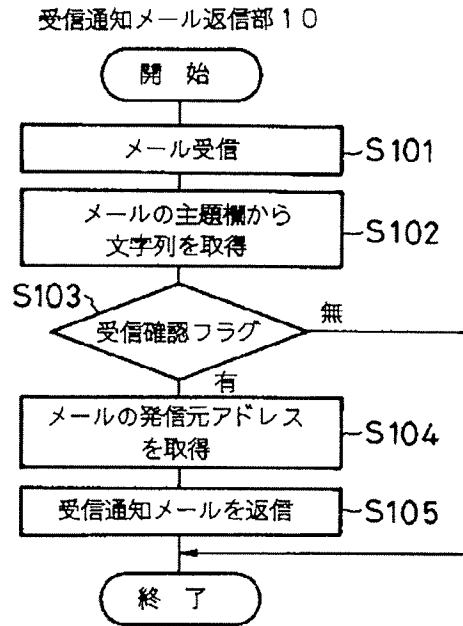 受信通知メール返信部10
開 始
メール受信
S101
メールの主題欄から
文字列を取得
S102
S103
受信確認フラグ
無
有
メールの発信元アドレス
を取得
S104
受信通知メールを返信
S105
終 了